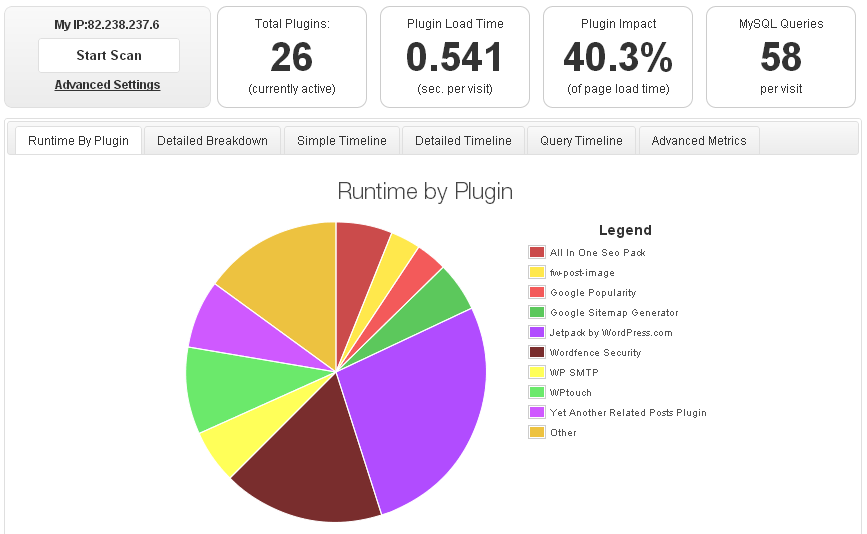 My IP:82.238.237.6
Start Scan
Advanced Settings
Total Plugins:
26
(currently active)
Plugin Load Time
0.541
(sec. per visit)
Plugin Impact
40.3%
(of page load time)
MySQL Queries
58
per visit
Runtime By Plugin
Detailed Breakdown
Simple Timeline
Detailed Timeline
Query Timeline
Advanced Metrics
Runtime by Plugin
Legend
All In One Seo Pack
fw-post-image
Google Popularity
Google Sitemap Generator
Jetpack by WordPress.com
Wordfence Security
WP SMTP
WPtouch
Yet Another Related Posts Plugin
Other